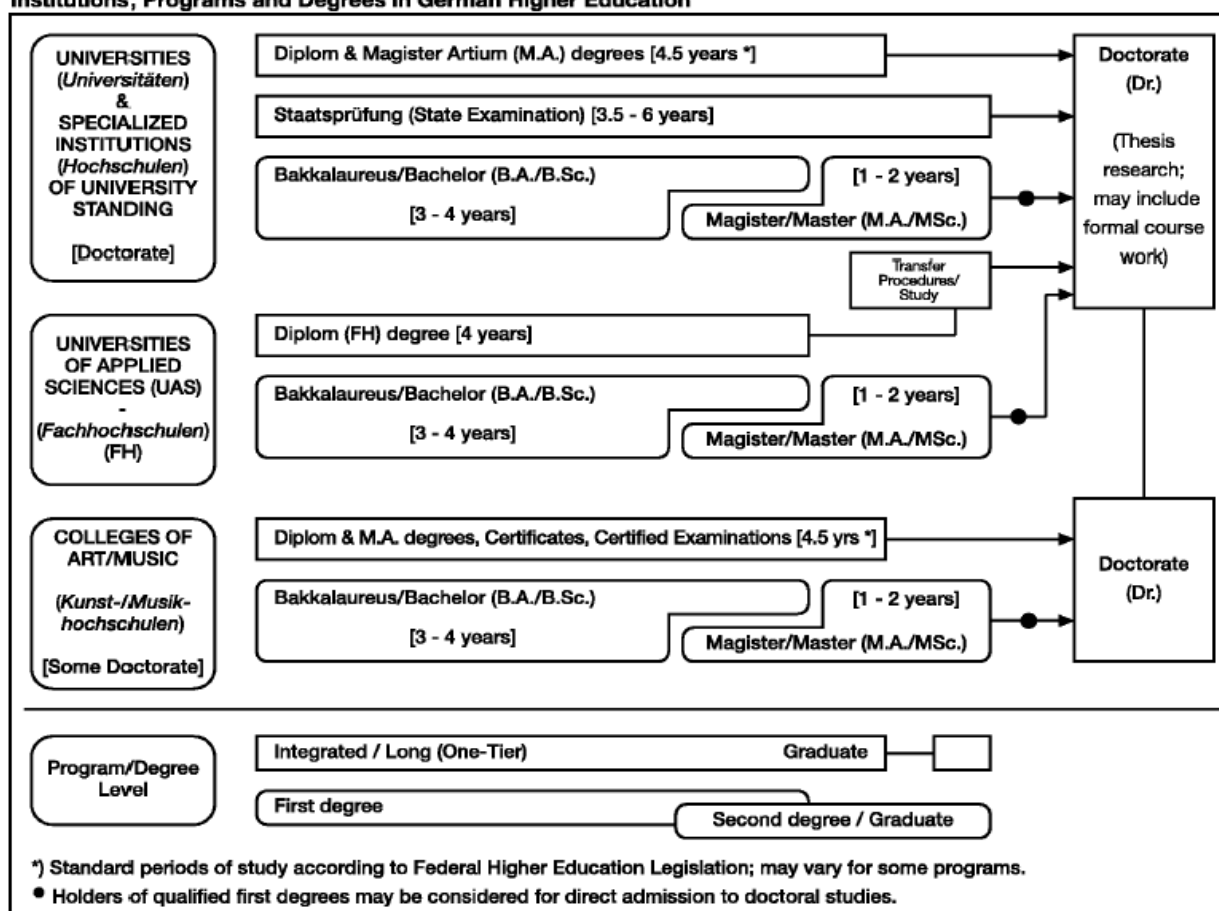 Institutions, Programs and Degrees in German Higher Education
UNIVERSITIES
(Universitäten)
&
SPECIALIZED
INSTITUTIONS
(Hochschulen)
OF UNIVERSITY
STANDING
[Doctorate]
Diplom & Magister Artium (M.A.) degrees [4.5 years *]
Staatsprüfung (State Examination) [3.5 - 6 years]
Bakkalaureus/Bachelor (B.A./B.Sc.)
[3 - 4 years]
[1 - 2 years]
Magister/Master (M.A./MSc.)
Doctorate
(Dr.)
(Thesis
research;
may include
formal course
work)
Transfer
Procedures/
Study
UNIVERSITIES
OF APPLIED
SCIENCES (UAS)
-
(Fachhochschulen)
(FH)
Diplom (FH) degree [4 years]
Bakkalaureus/Bachelor (B.A./B.Sc.)
[3 - 4 years]
[1 - 2 years]
Magister/Master (M.A./MSc.)
COLLEGES OF
ART/MUSIC
(Kunst-/Musik-
hochschulen)
[Some Doctorate]
Diplom & M.A. degrees, Certificates, Certified Examinations [4.5 yrs *]
Bakkalaureus/Bachelor (B.A./B.Sc.)
[3 - 4 years]
[1 - 2 years]
Magister/Master (M.A./MSc.)
Doctorate
(Dr.)
Program/Degree
Level
Integrated / Long (One-Tier) Graduate
First degree
Second degree / Graduate
*) Standard periods of study according to Federal Higher Education Legislation; may vary for some programs.
● Holders of qualified first degrees may be considered for direct admission to doctoral studies.